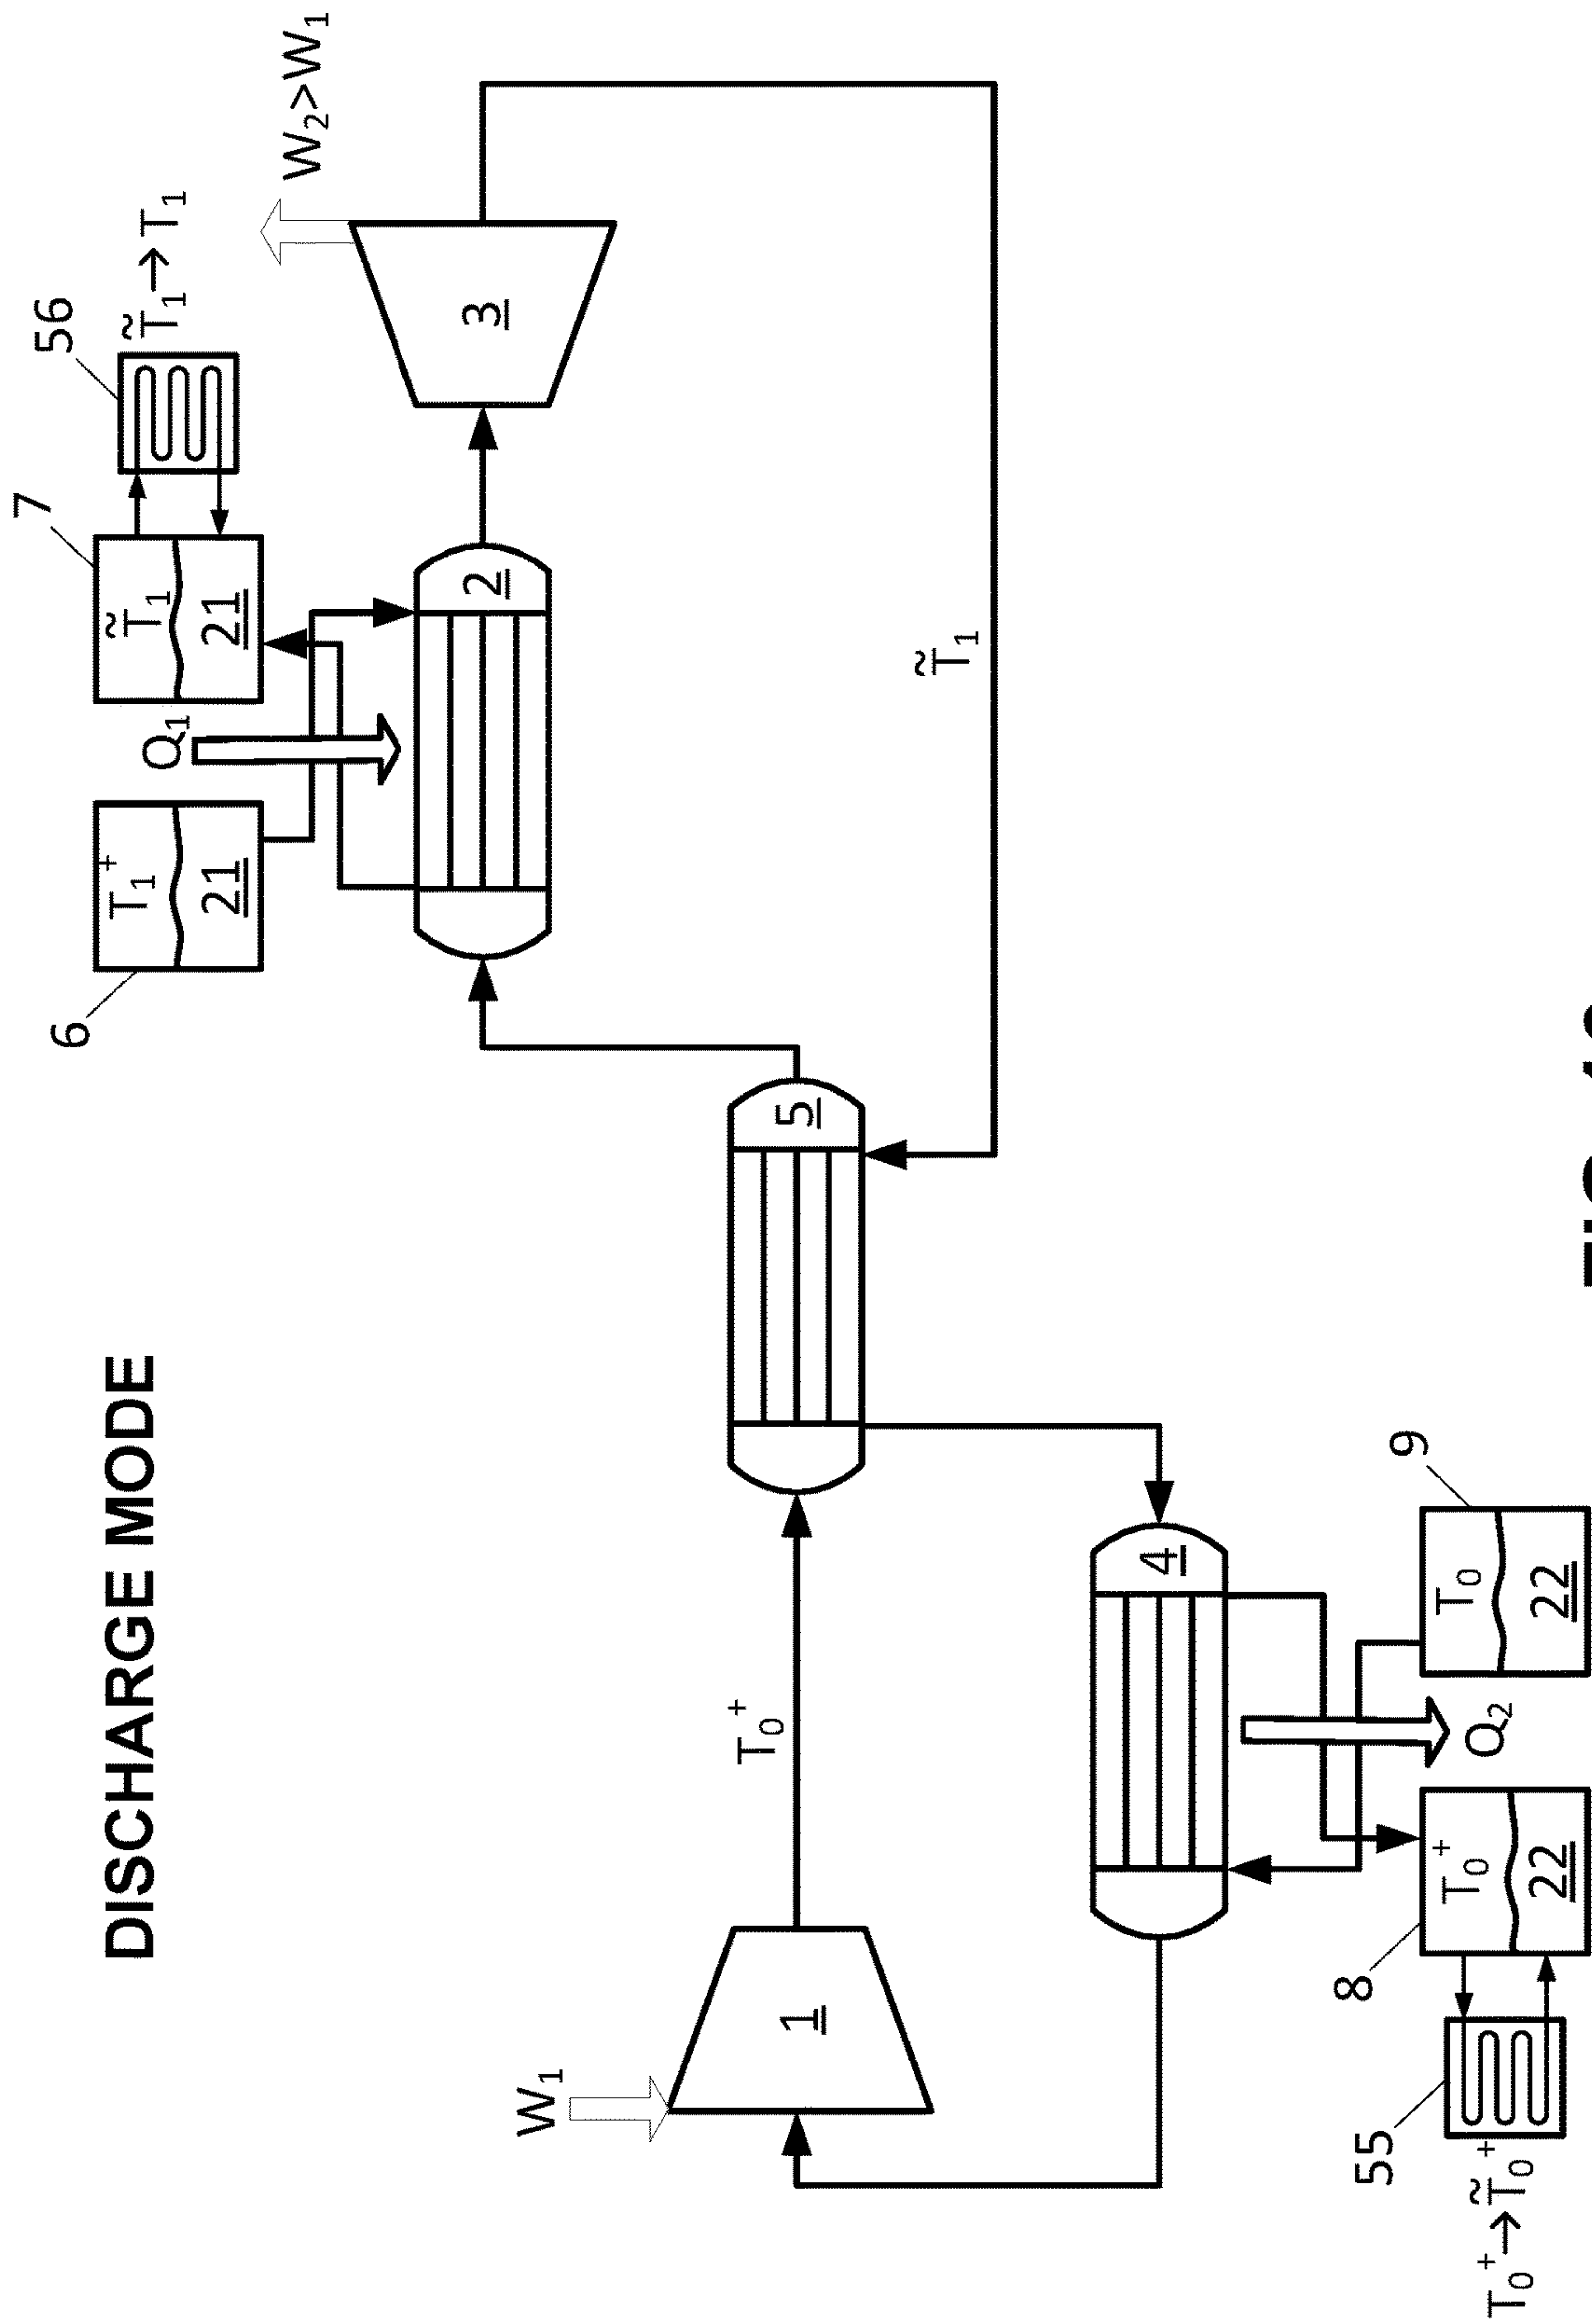 DISCHARGE MODE
6
T₁⁺
21
Q₁
7
T̃₁
21
56
T̃₁→T₁
W₂>W₁
2
3
W₁
1
T₀⁺
5
T̃₁
4
8
T₀⁺
22
Q₂
9
T₀
22
55
T₀⁺→T̃₀⁺